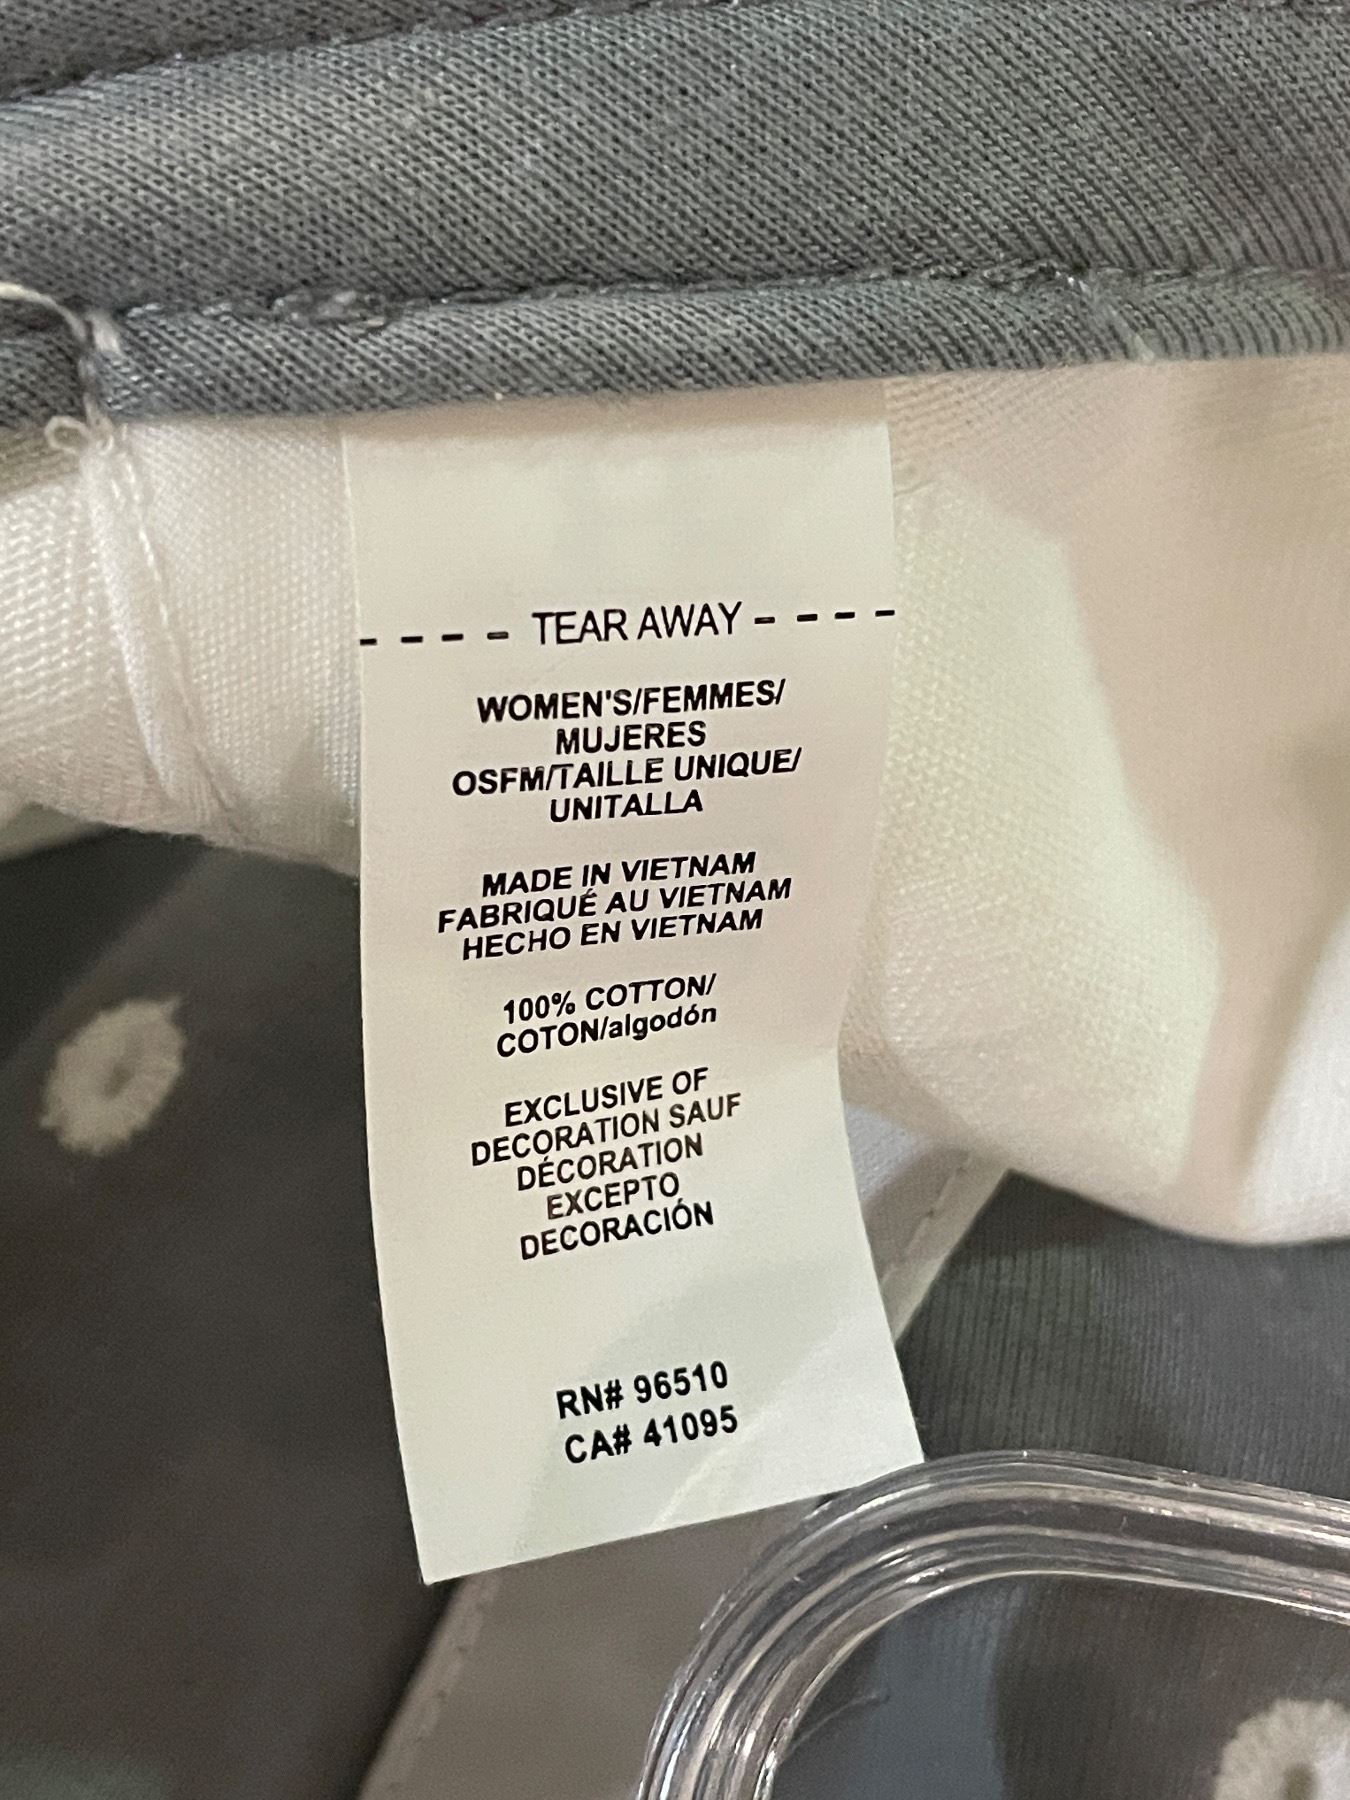 - - - - TEAR AWAY - - - -
WOMEN'S/FEMMES/
MUJERES
OSFM/TAILLE UNIQUE/
UNITALLA
MADE IN VIETNAM
FABRIQUÉ AU VIETNAM
HECHO EN VIETNAM
100% COTTON/
COTON/algodón
EXCLUSIVE OF
DECORATION SAUF
DÉCORATION
EXCEPTO
DECORACIÓN
RN# 96510
CA# 41095